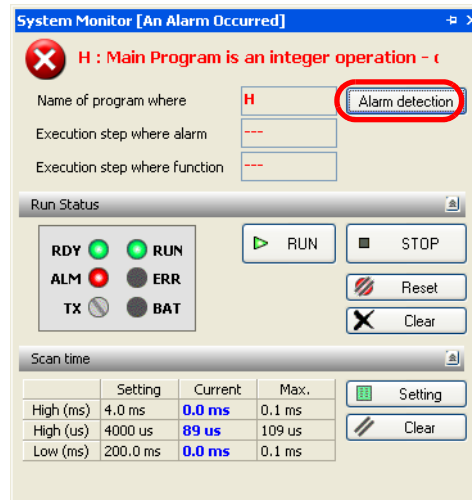 System Monitor [An Alarm Occurred]
H : Main Program is an integer operation -
Name of program where H Alarm detection
Execution step where alarm ---
Execution step where function ---
Run Status
RDY RUN RUN STOP
ALM ERR Reset
TX BAT Clear
Scan time
Setting Current Max. Setting
High (ms) 4.0 ms 0.0 ms 0.1 ms
High (us) 4000 us 89 us 109 us Clear
Low (ms) 200.0 ms 0.0 ms 0.1 ms